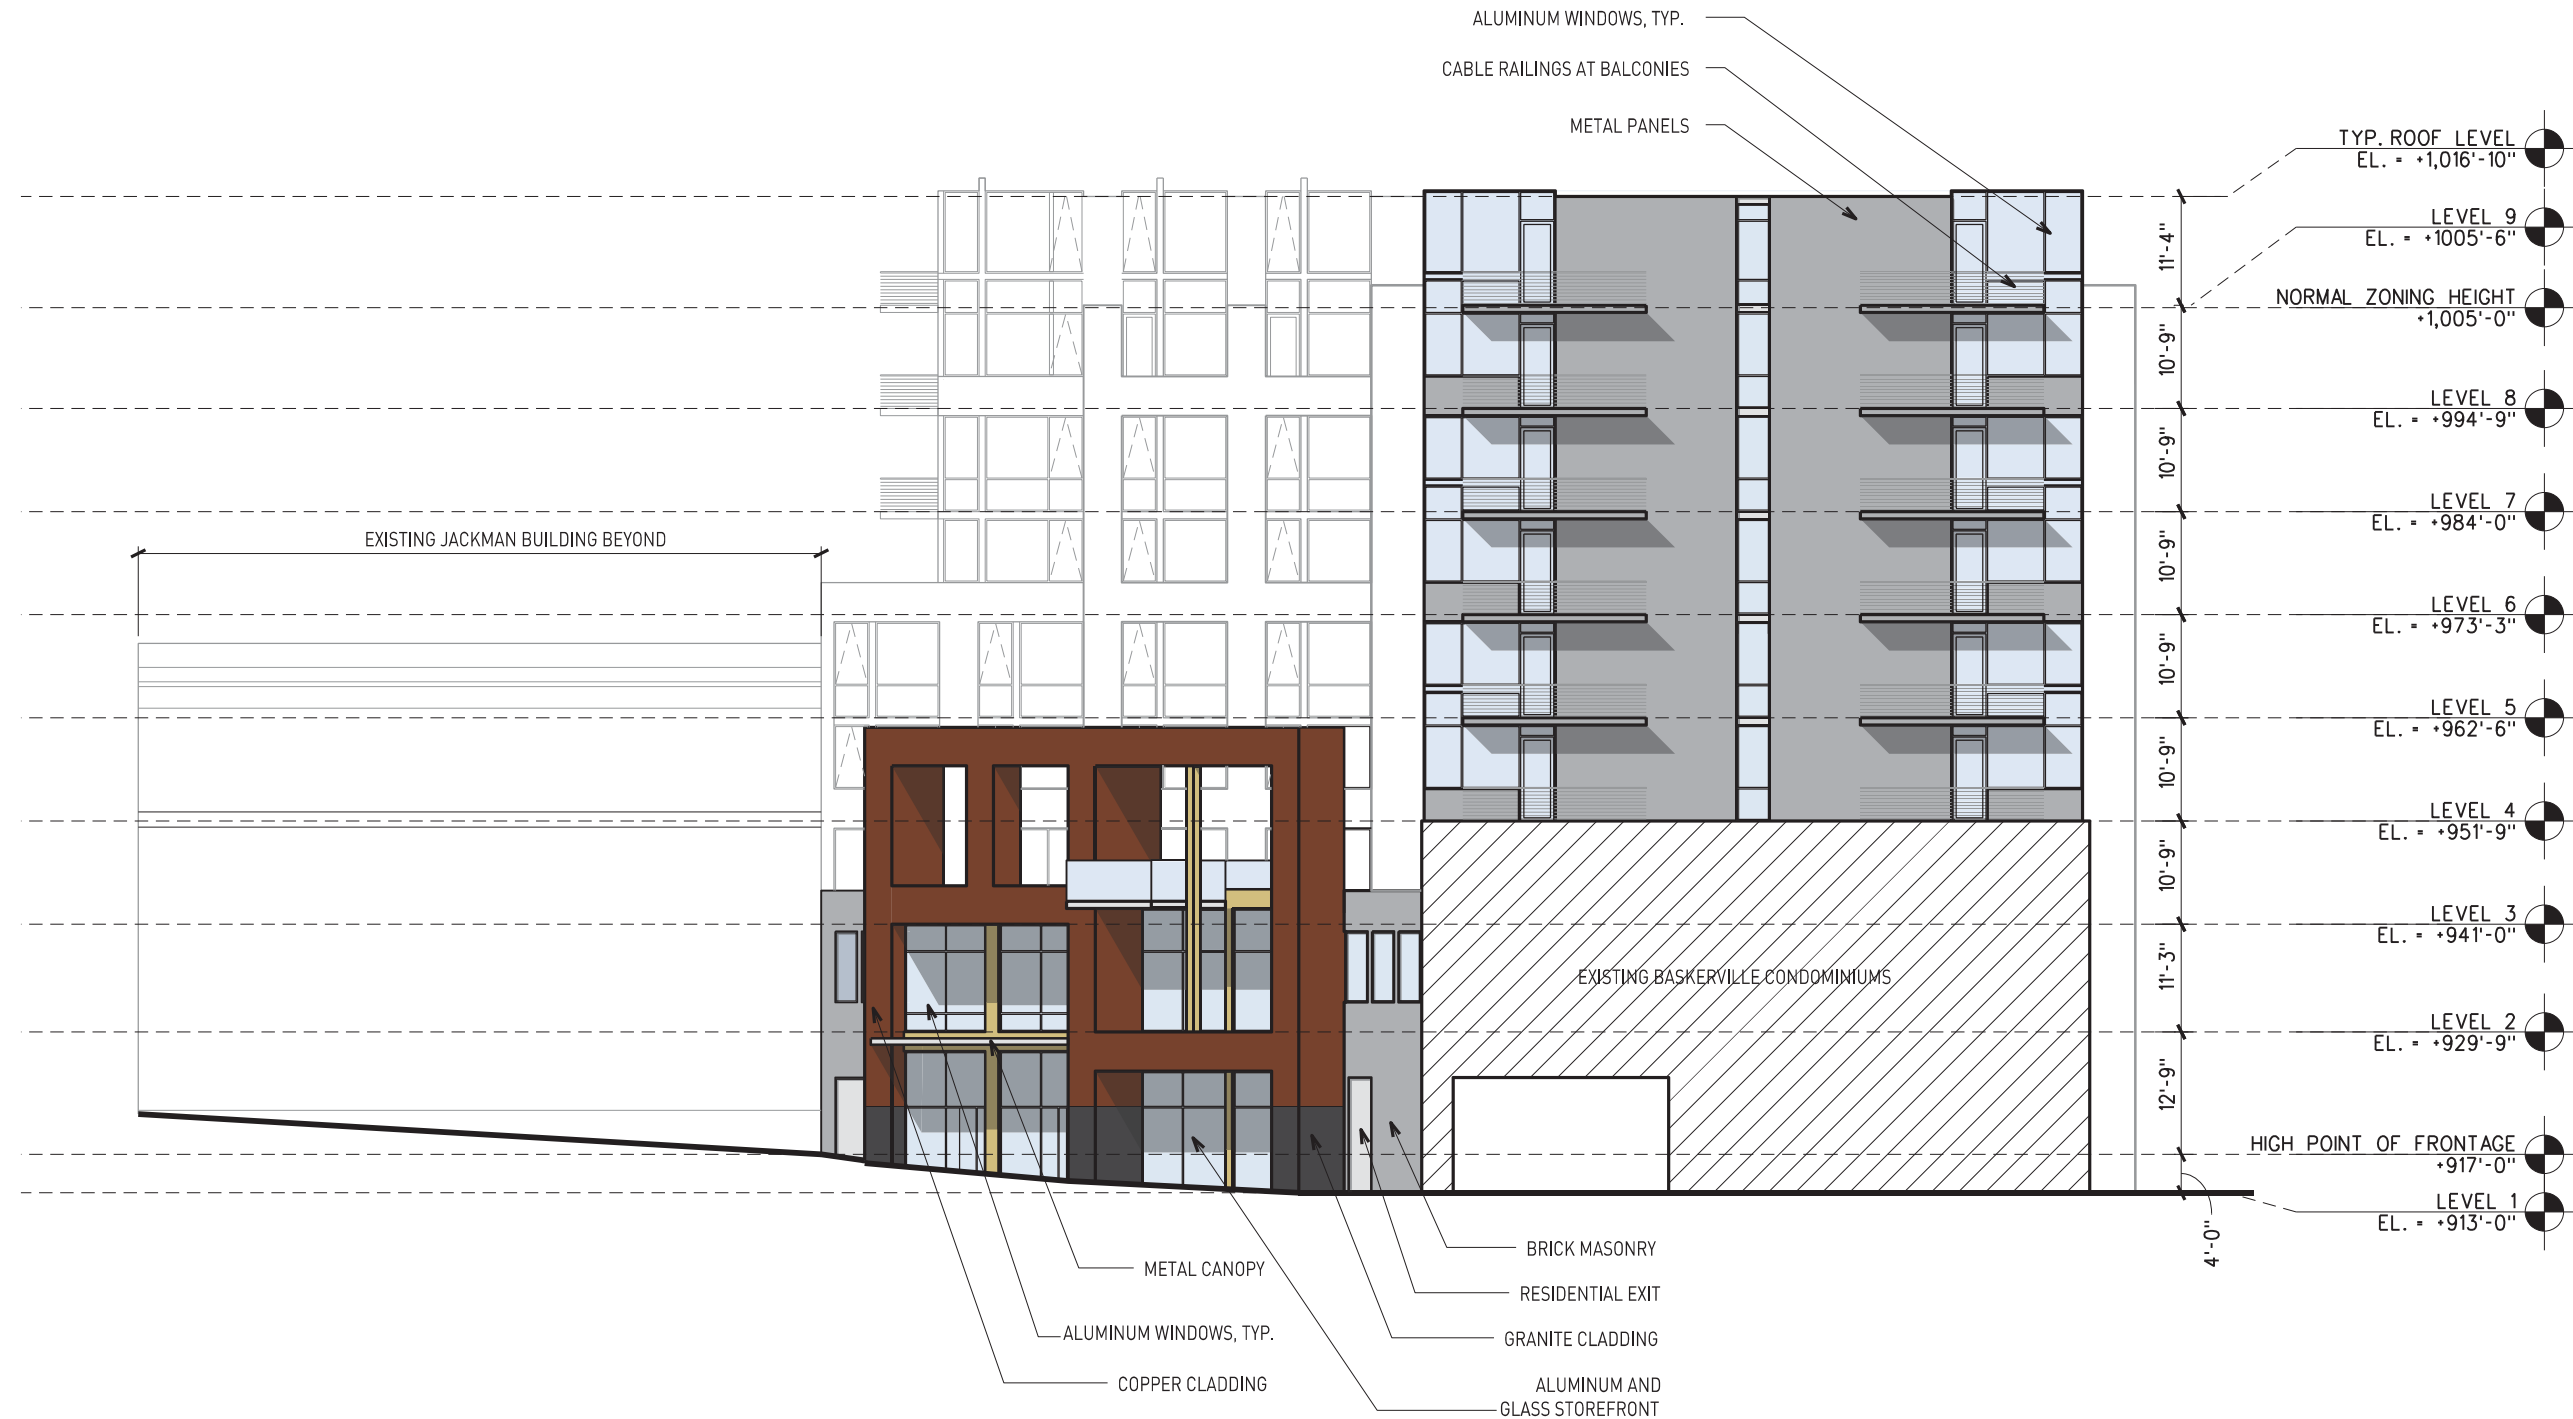 ALUMINUM WINDOWS, TYP.
CABLE RAILINGS AT BALCONIES
METAL PANELS
TYP. ROOF LEVEL
EL. = +1,016'-10"
LEVEL 9
EL. = +1005'-6"
11'-4"
NORMAL ZONING HEIGHT
+1,005'-0"
10'-9"
LEVEL 8
EL. = +994'-9"
10'-9"
LEVEL 7
EL. = +984'-0"
EXISTING JACKMAN BUILDING BEYOND
10'-9"
LEVEL 6
EL. = +973'-3"
10'-9"
LEVEL 5
EL. = +962'-6"
10'-9"
LEVEL 4
EL. = +951'-9"
10'-9"
LEVEL 3
EL. = +941'-0"
EXISTING BASKERVILLE CONDOMINIUMS
11'-3"
LEVEL 2
EL. = +929'-9"
12'-9"
HIGH POINT OF FRONTAGE
+917'-0"
LEVEL 1
EL. = +913'-0"
4'-0"
BRICK MASONRY
METAL CANOPY
RESIDENTIAL EXIT
ALUMINUM WINDOWS, TYP.
GRANITE CLADDING
COPPER CLADDING
ALUMINUM AND
GLASS STOREFRONT